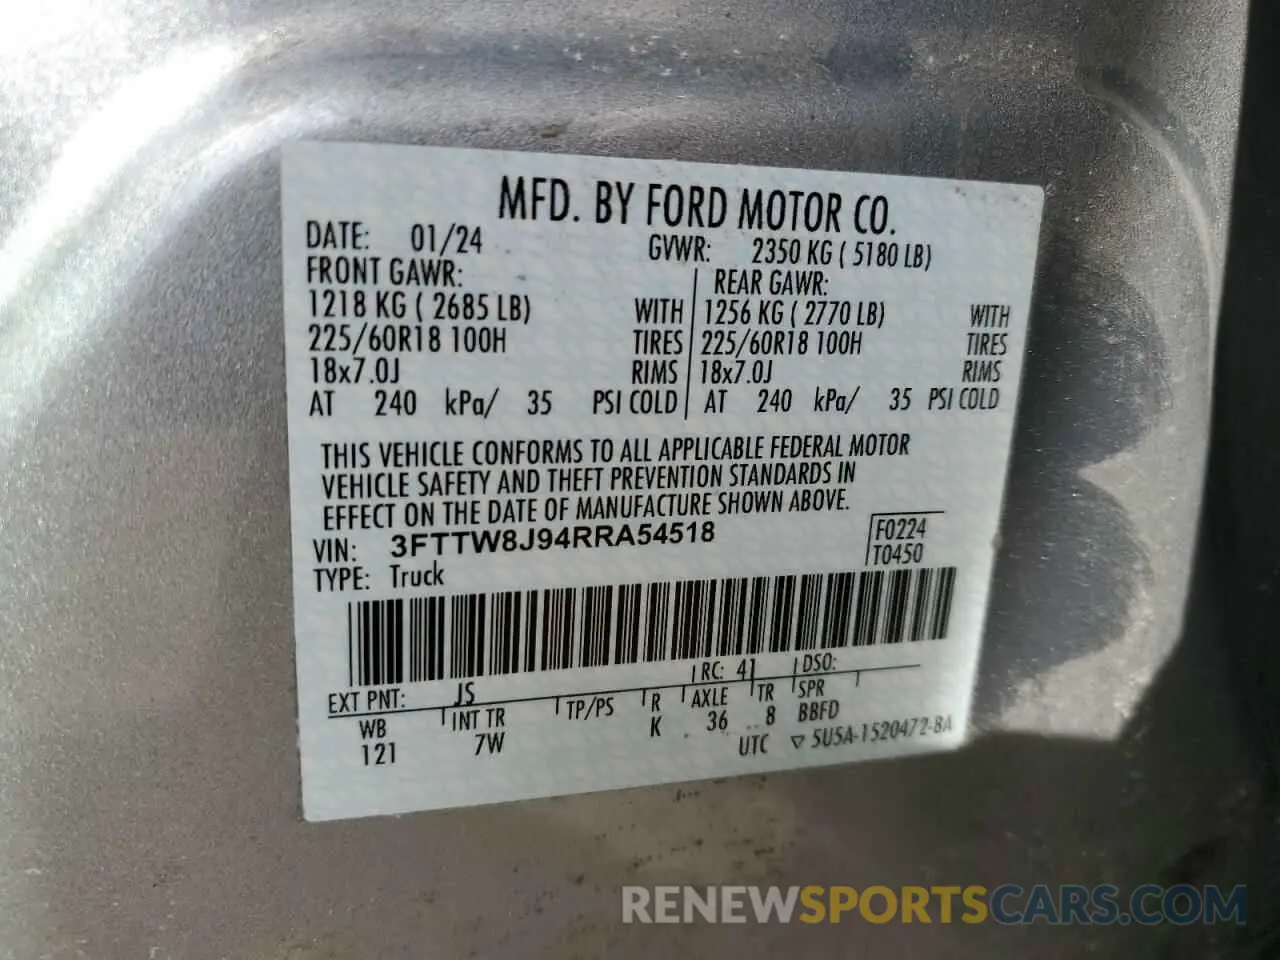 MFD. BY FORD MOTOR CO.
DATE: 01/24 GVWR: 2350 KG ( 5180 LB)
FRONT GAWR: REAR GAWR:
1218 KG ( 2685 LB) WITH 1256 KG ( 2770 LB) WITH
225/60R18 100H TIRES 225/60R18 100H TIRES
18x7.0J RIMS 18x7.0J RIMS
AT 240 kPa/ 35 PSI COLD AT 240 kPa/ 35 PSI COLD
THIS VEHICLE CONFORMS TO ALL APPLICABLE FEDERAL MOTOR
VEHICLE SAFETY AND THEFT PREVENTION STANDARDS IN
EFFECT ON THE DATE OF MANUFACTURE SHOWN ABOVE.
VIN: 3FTTW8J94RRA54518 F0224
TYPE: Truck T0450
EXT PNT: JS RC: 41 DSO:
WB INT TR TP/PS R AXLE TR SPR
121 7W K 36 8 BBFD
UTC ▽ 5U5A-1520472-BA
RENEWSPORTSCARS.COM